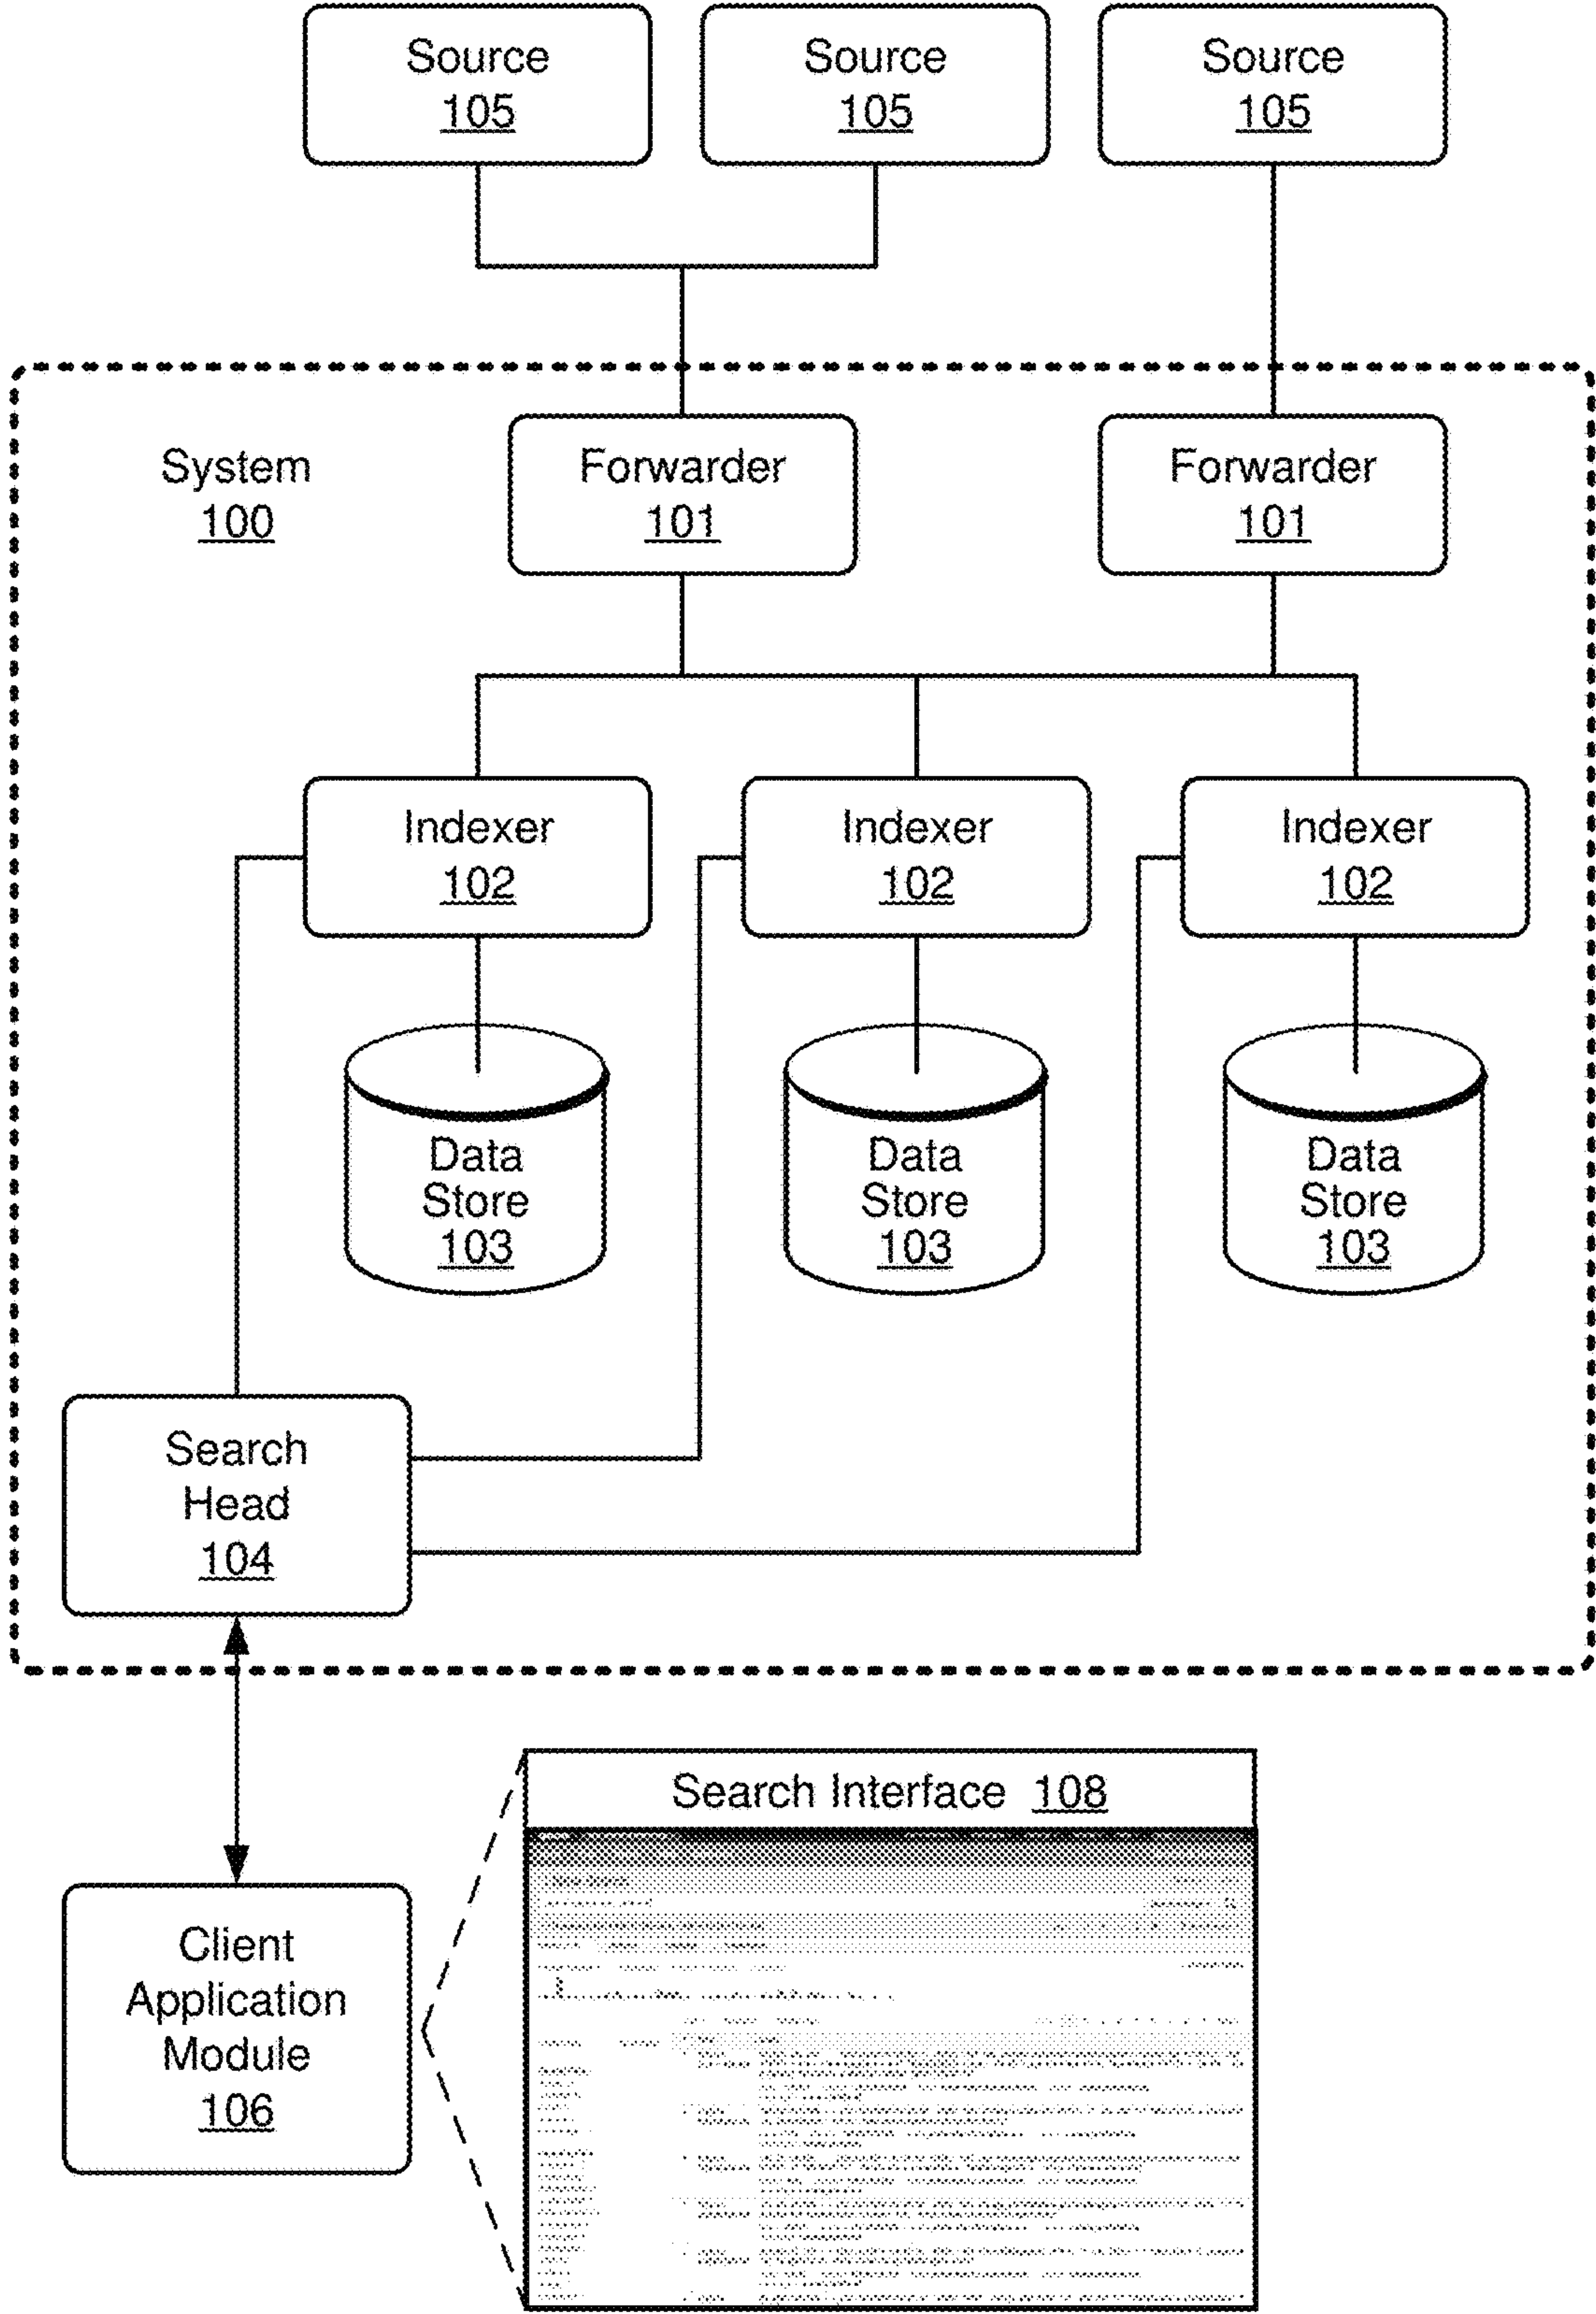 Source
105
Source
105
Source
105
System
100
Forwarder
101
Forwarder
101
Indexer
102
Indexer
102
Indexer
102
Data
Store
103
Data
Store
103
Data
Store
103
Search
Head
104
Search Interface 108
Client
Application
Module
106